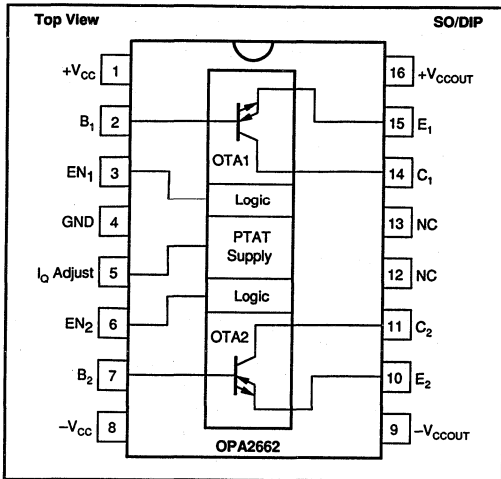 Top View
SO/DIP
+VCC 1
16 +VCCOUT
B1 2
15 E1
OTA1
EN1 3
14 C1
Logic
GND 4
13 NC
PTAT
Supply
IQ Adjust 5
12 NC
Logic
EN2 6
11 C2
OTA2
B2 7
10 E2
–VCC 8
9 –VCCOUT
OPA2662